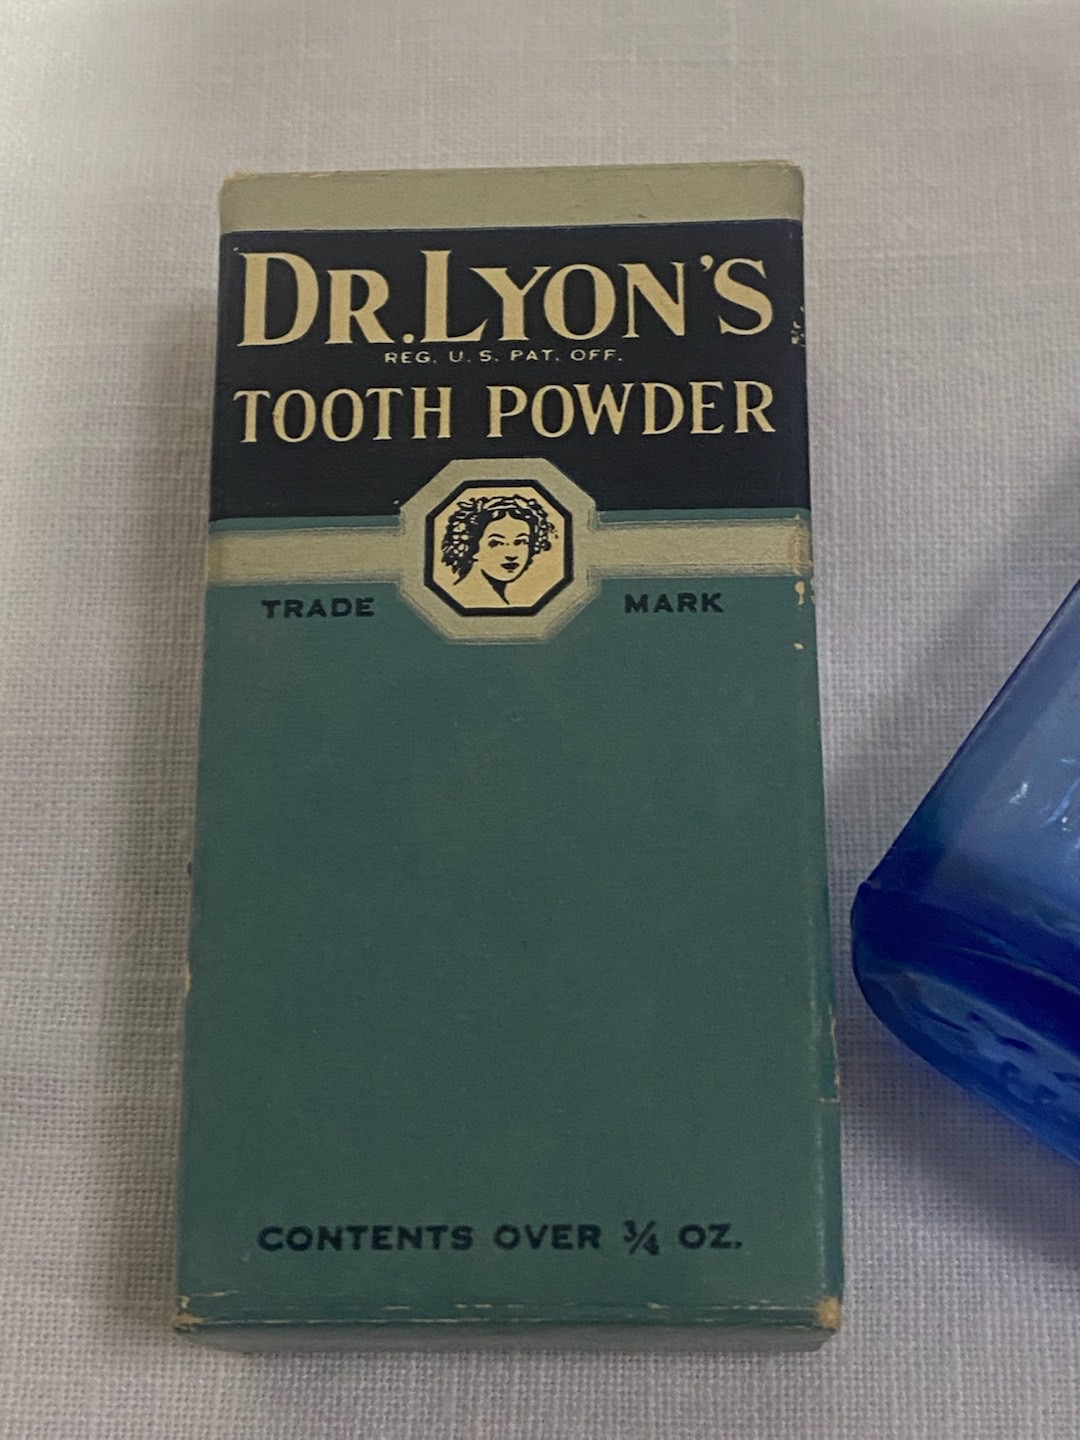 DR. LYON'S
REG. U. S. PAT. OFF.
TOOTH POWDER
TRADE MARK
CONTENTS OVER ¾ OZ.